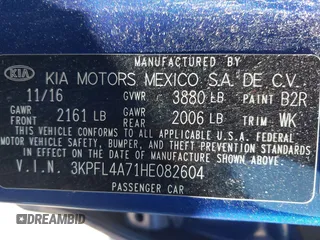 MANUFACTURED BY
KIA KIA MOTORS MEXICO S.A. DE C.V.
11/16 GVWR 3880 LB PAINT B2R
GAWR FRONT 2161 LB GAWR REAR 2006 LB TRIM WK
THIS VEHICLE CONFORMS TO ALL APPLICABLE FEDERAL
MOTOR VEHICLE SAFETY, BUMPER, AND THEFT PREVENTION
STANDARDS IN EFFECT ON THE DATE OF MANUFACTURE
SHOWN ABOVE.
V.I.N. 3KPFL4A71HE082604
PASSENGER CAR
DREAMBID